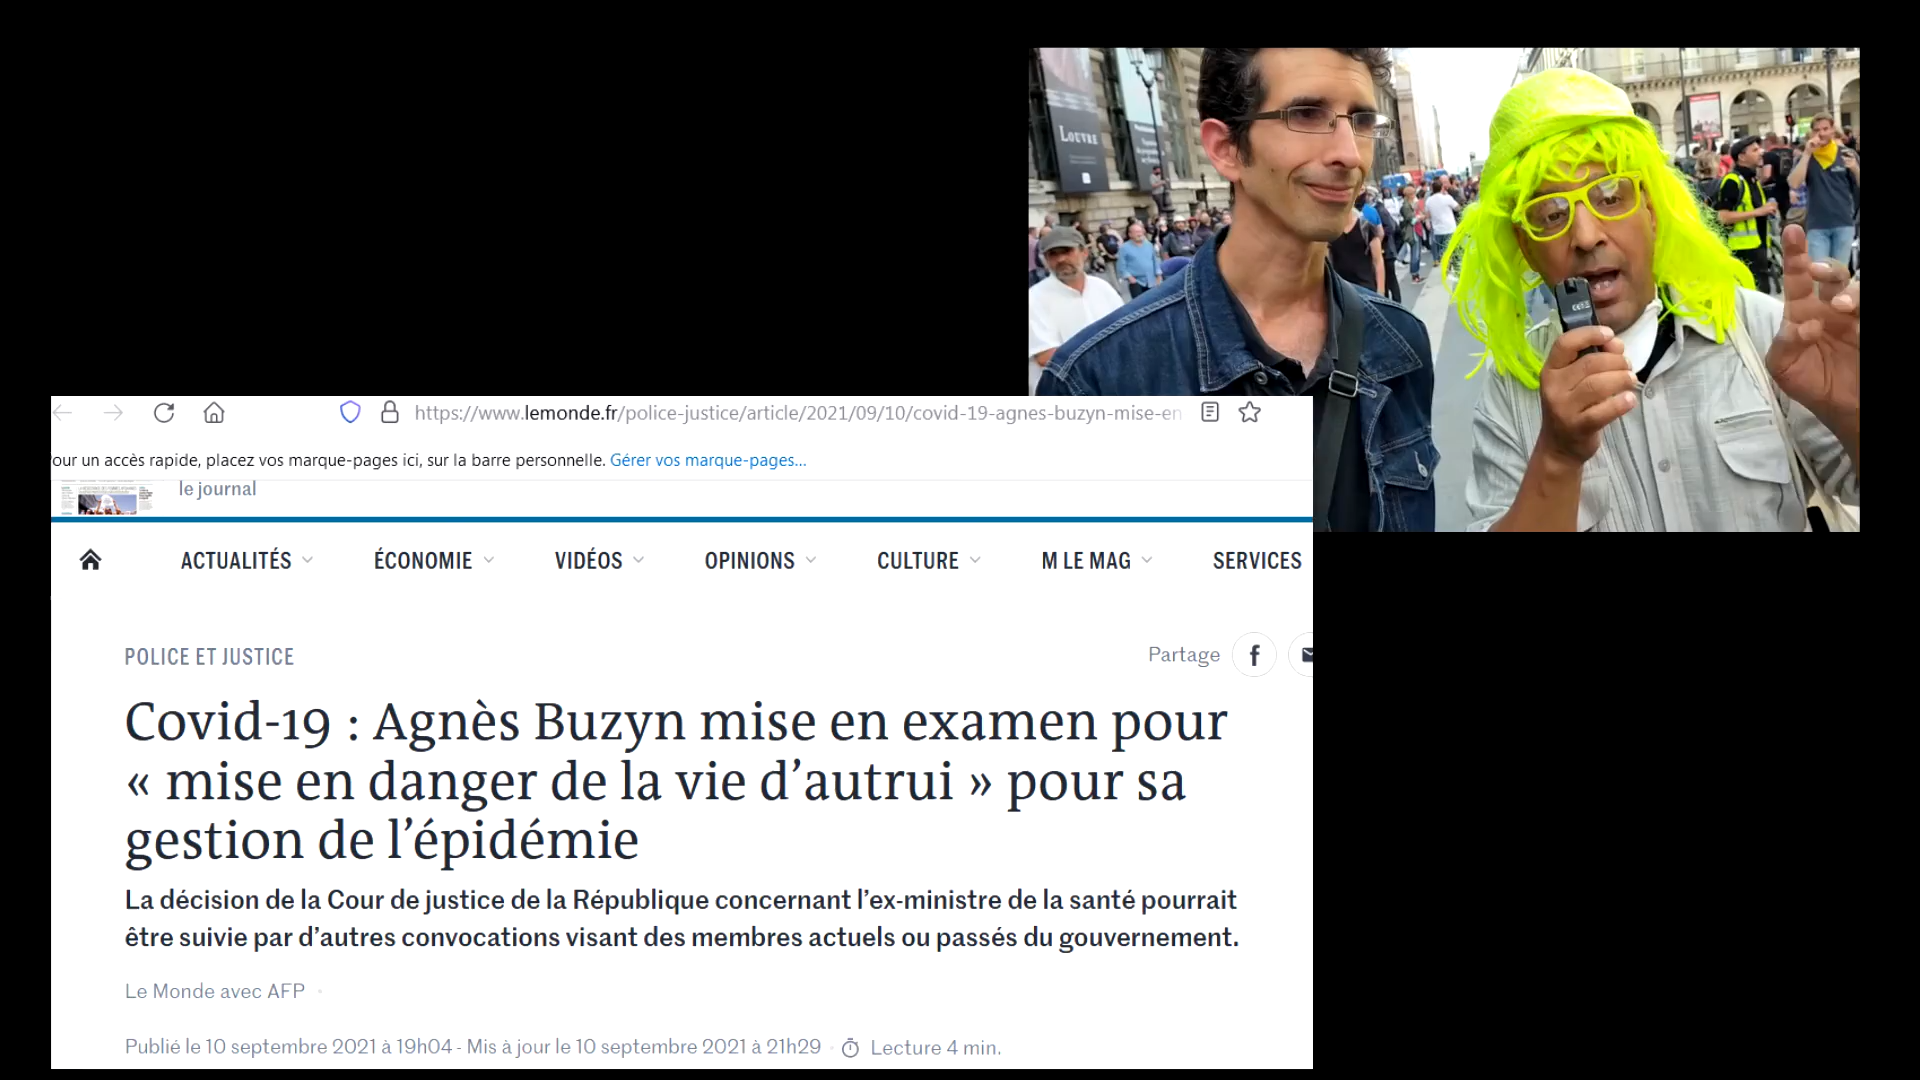 LOUVRE
https://www.lemonde.fr/police-justice/article/2021/09/10/covid-19-agnes-buzyn-mise-en
our un accès rapide, placez vos marque-pages ici, sur la barre personnelle. Gérer vos marque-pages...
le journal
ACTUALITÉS ÉCONOMIE VIDÉOS OPINIONS CULTURE M LE MAG SERVICES
POLICE ET JUSTICE
Partage
Covid-19 : Agnès Buzyn mise en examen pour
« mise en danger de la vie d’autrui » pour sa
gestion de l’épidémie
La décision de la Cour de justice de la République concernant l’ex-ministre de la santé pourrait
être suivie par d’autres convocations visant des membres actuels ou passés du gouvernement.
Le Monde avec AFP
Publié le 10 septembre 2021 à 19h04 - Mis à jour le 10 septembre 2021 à 21h29 · Lecture 4 min.